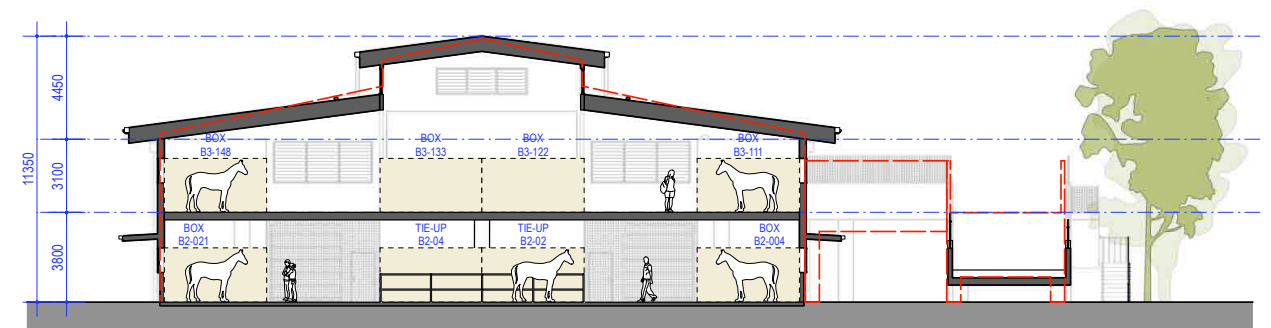 11350
4450
3100
3800
BOX
B3-148
BOX
B3-133
BOX
B3-122
BOX
B3-111
BOX
B2-021
TIE-UP
B2-04
TIE-UP
B2-02
BOX
B2-004